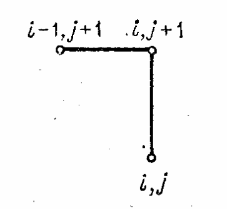 i-1, j+1 i, j+1
i, j